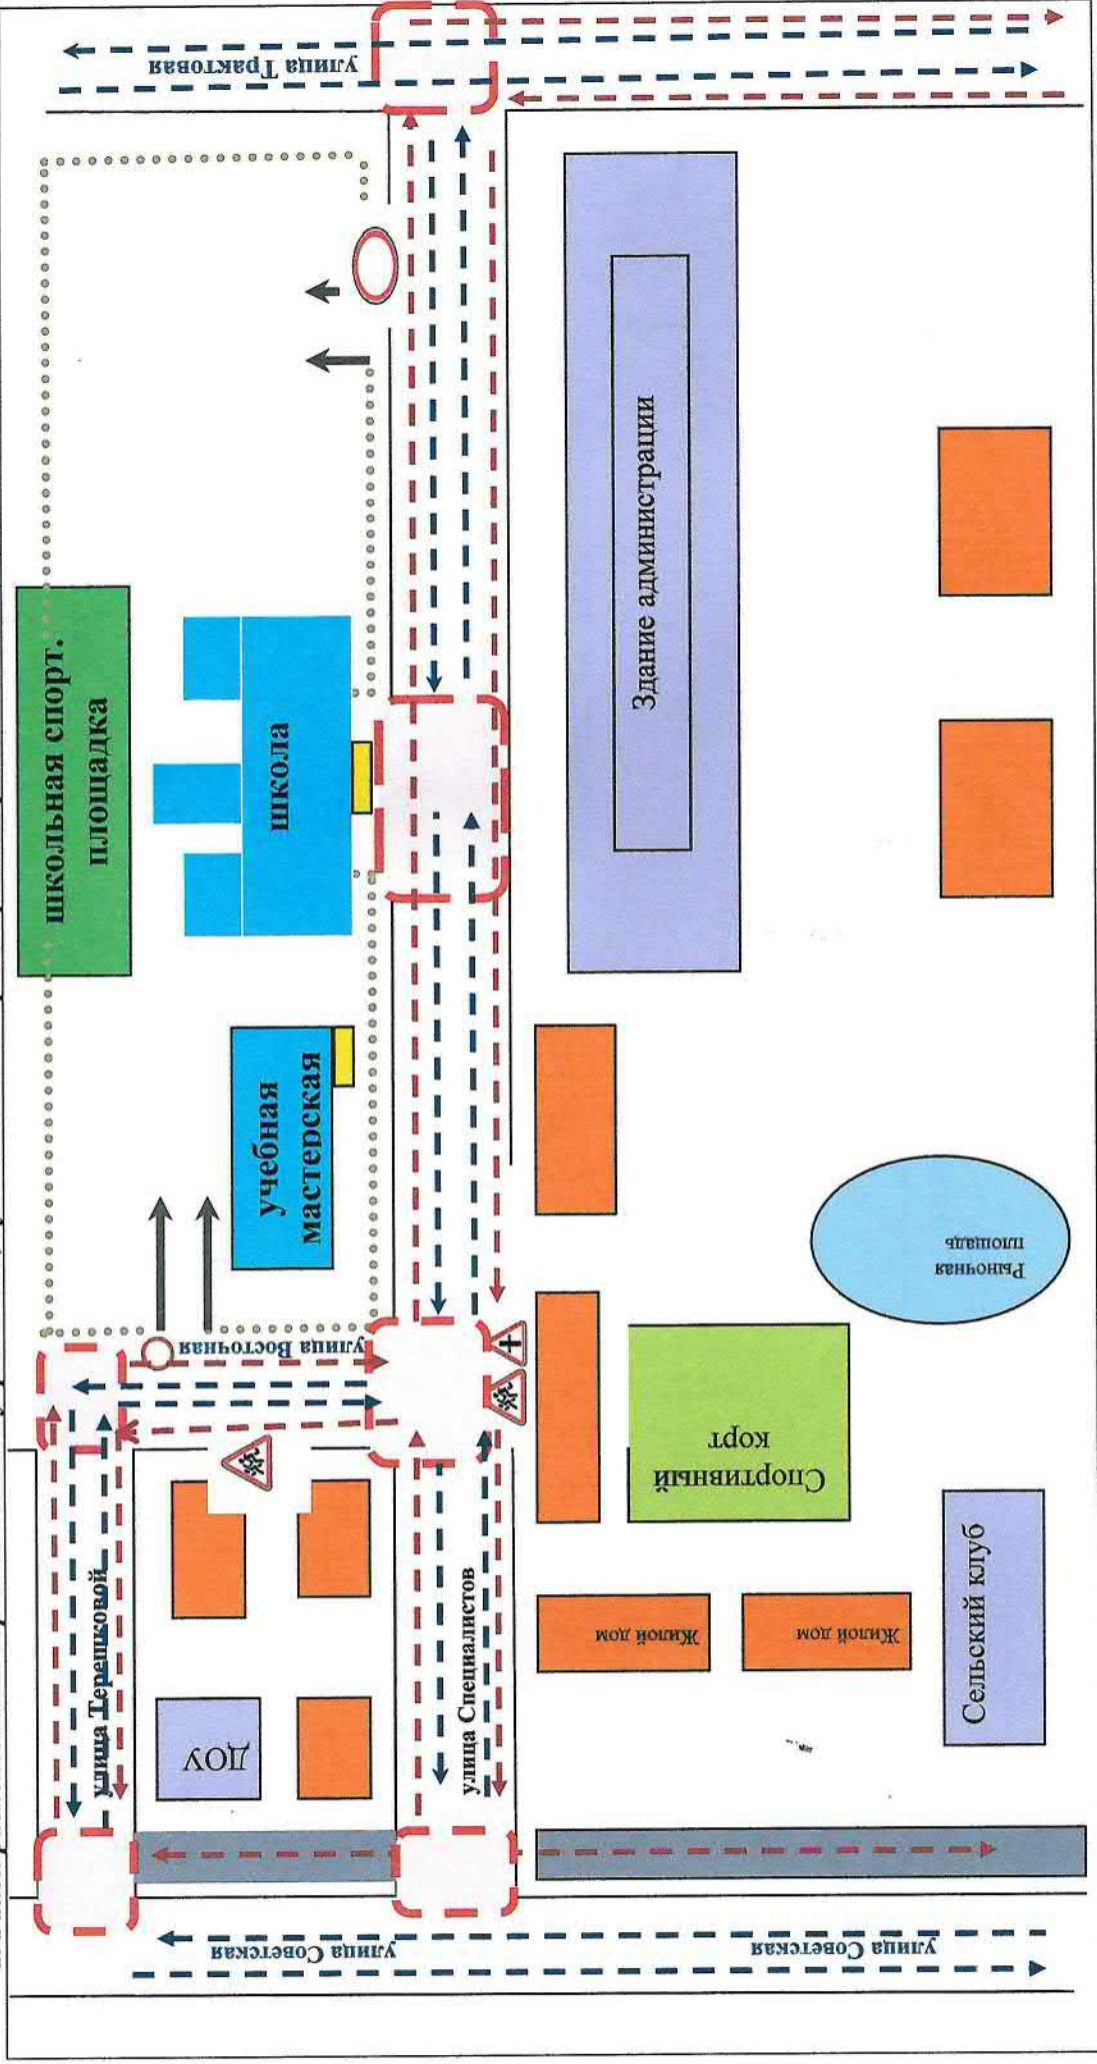 улица Трактовая
школьная спорт.
площадка
школа
учебная
мастерская
Здание администрации
улица Восточная
Рыночная
площадь
Спортивный
корт
улица Терешковой
улица Специалистов
ДОУ
Жилой дом
Жилой дом
Сельский клуб
улица Советская
улица Советская